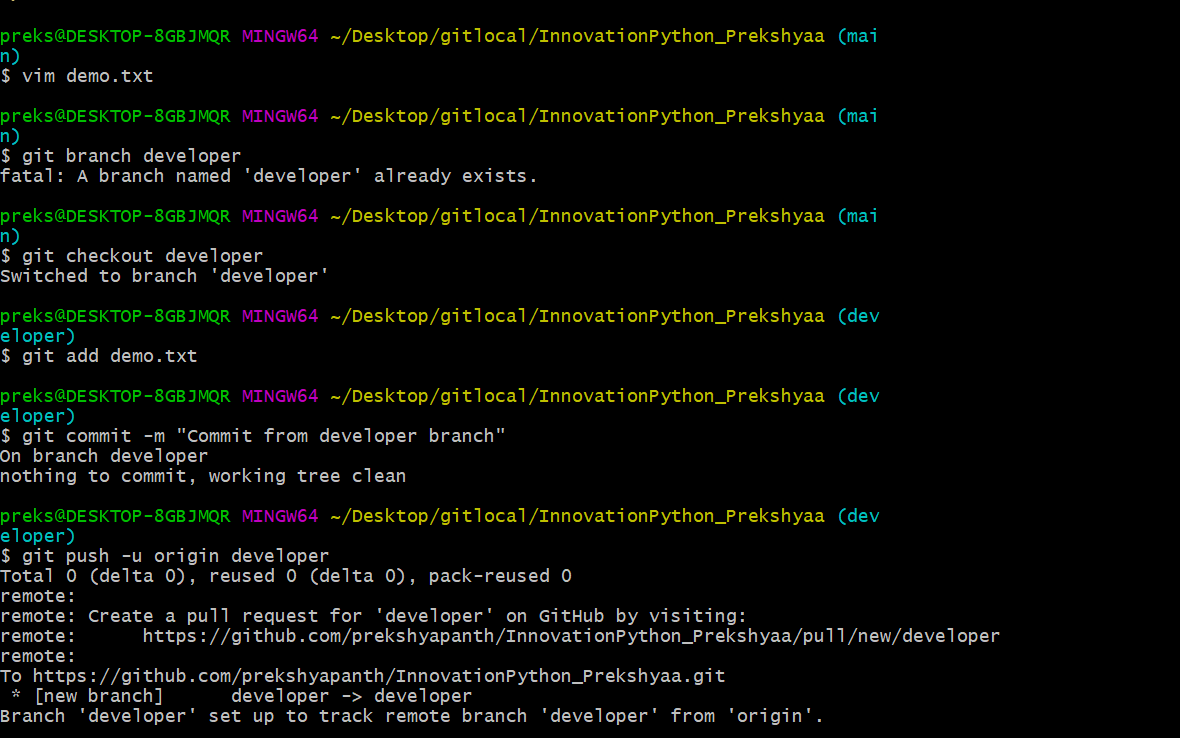 preks@DESKTOP-8GBJMQR MINGW64 ~/Desktop/gitlocal/InnovationPython_Prekshyaa (mai
n)
$ vim demo.txt
preks@DESKTOP-8GBJMQR MINGW64 ~/Desktop/gitlocal/InnovationPython_Prekshyaa (mai
n)
$ git branch developer
fatal: A branch named 'developer' already exists.
preks@DESKTOP-8GBJMQR MINGW64 ~/Desktop/gitlocal/InnovationPython_Prekshyaa (mai
n)
$ git checkout developer
Switched to branch 'developer'
preks@DESKTOP-8GBJMQR MINGW64 ~/Desktop/gitlocal/InnovationPython_Prekshyaa (dev
eloper)
$ git add demo.txt
preks@DESKTOP-8GBJMQR MINGW64 ~/Desktop/gitlocal/InnovationPython_Prekshyaa (dev
eloper)
$ git commit -m "Commit from developer branch"
On branch developer
nothing to commit, working tree clean
preks@DESKTOP-8GBJMQR MINGW64 ~/Desktop/gitlocal/InnovationPython_Prekshyaa (dev
eloper)
$ git push -u origin developer
Total 0 (delta 0), reused 0 (delta 0), pack-reused 0
remote:
remote: Create a pull request for 'developer' on GitHub by visiting:
remote:      https://github.com/prekshyapanth/InnovationPython_Prekshyaa/pull/new/developer
remote:
To https://github.com/prekshyapanth/InnovationPython_Prekshyaa.git
 * [new branch]      developer -> developer
Branch 'developer' set up to track remote branch 'developer' from 'origin'.